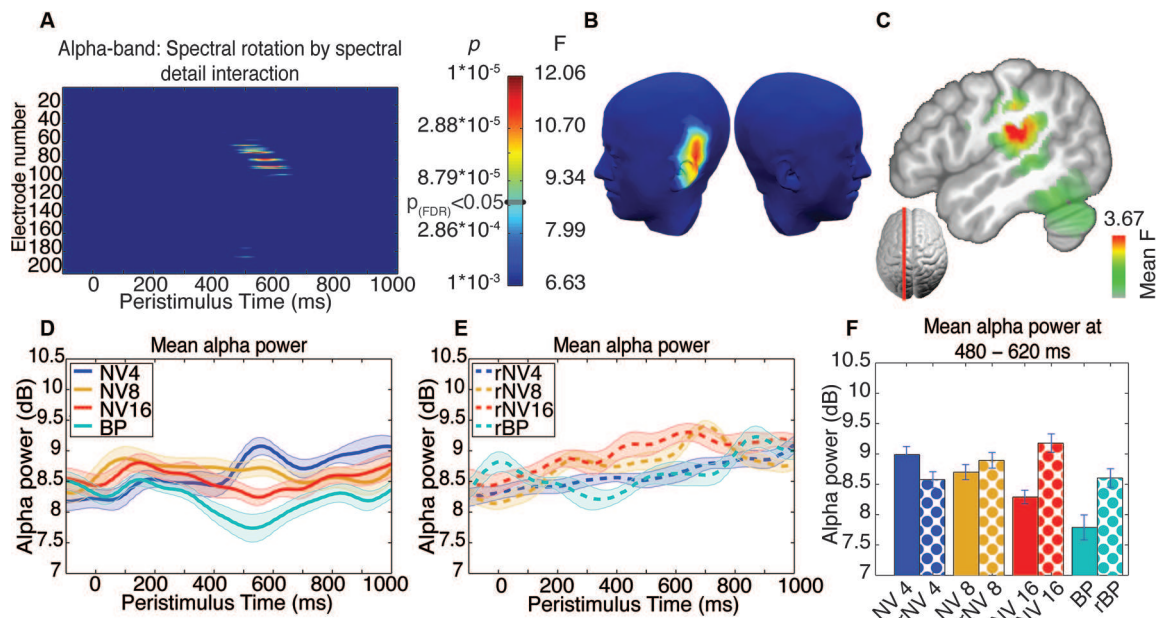 A
Alpha-band: Spectral rotation by spectral
detail interaction
Electrode number
20
40
60
80
100
120
140
160
180
200
0 200 400 600 800 1000
Peristimulus Time (ms)
p F
1*10-5 12.06
2.88*10-5 10.70
8.79*10-5 9.34
p(FDR)<0.05
2.86*10-4 7.99
1*10-3 6.63
B
C
3.67
Mean F
D
Mean alpha power
Alpha power (dB)
10.5
10
9.5
9
8.5
8
7.5
7
NV4
NV8
NV16
BP
0 200 400 600 800 1000
Peristimulus Time (ms)
E
Mean alpha power
Alpha power (dB)
10.5
10
9.5
9
8.5
8
7.5
7
rNV4
rNV8
rNV16
rBP
0 200 400 600 800 1000
Peristimulus Time (ms)
F
Mean alpha power at
480 – 620 ms
Alpha power (dB)
10.5
10
9.5
9
8.5
8
7.5
7
NV 4
rNV 4
NV 8
rNV 8
NV 16
NV 16
BP
rBP